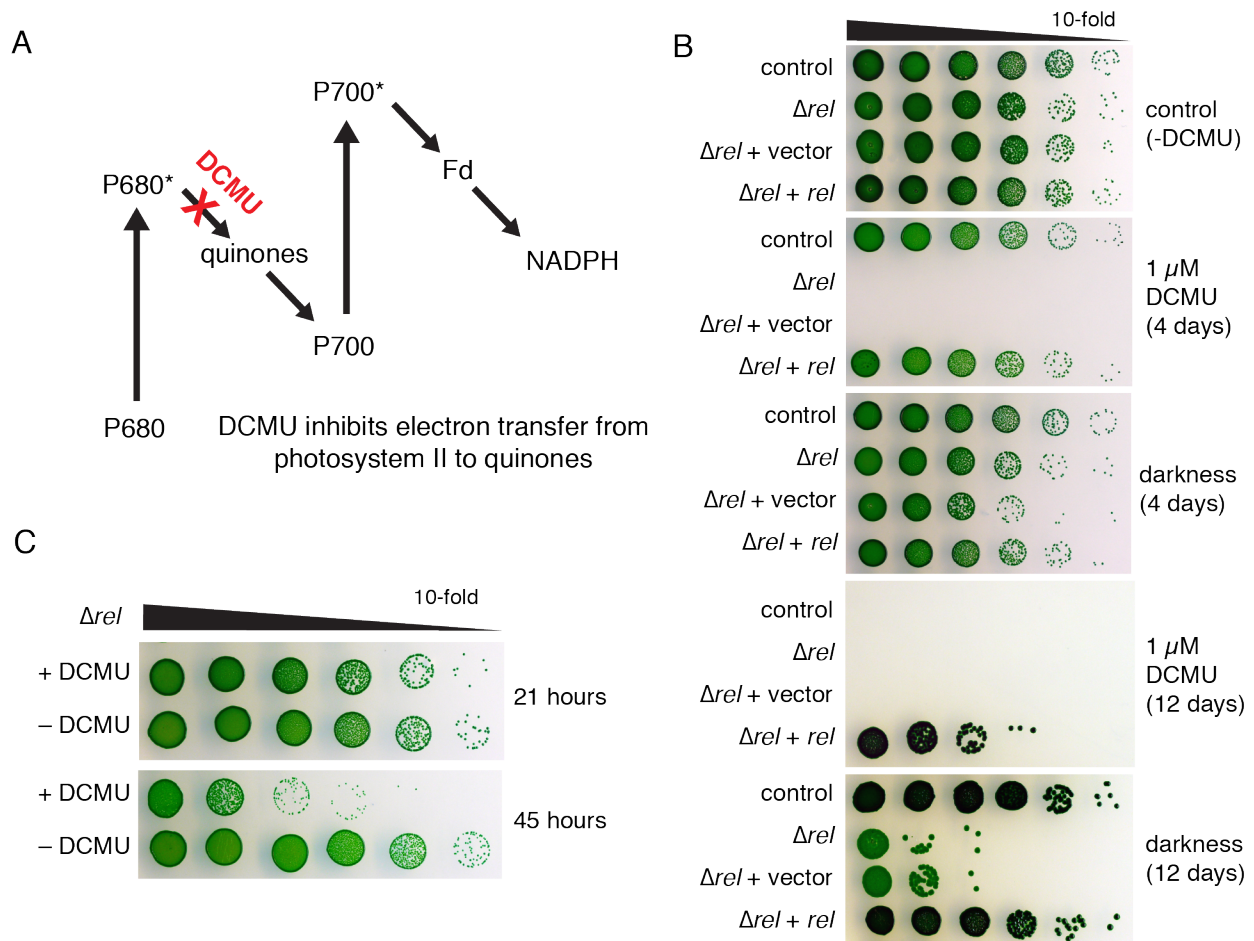 A
P700*
DCMU
P680*
X
Fd
quinones
NADPH
P700
P680
DCMU inhibits electron transfer from
photosystem II to quinones
B
10-fold
control
Δrel
Δrel + vector
Δrel + rel
control
(-DCMU)
control
Δrel
Δrel + vector
Δrel + rel
1 µM
DCMU
(4 days)
control
Δrel
Δrel + vector
Δrel + rel
darkness
(4 days)
control
Δrel
Δrel + vector
Δrel + rel
1 µM
DCMU
(12 days)
control
Δrel
Δrel + vector
Δrel + rel
darkness
(12 days)
C
10-fold
Δrel
+ DCMU
– DCMU
21 hours
+ DCMU
– DCMU
45 hours